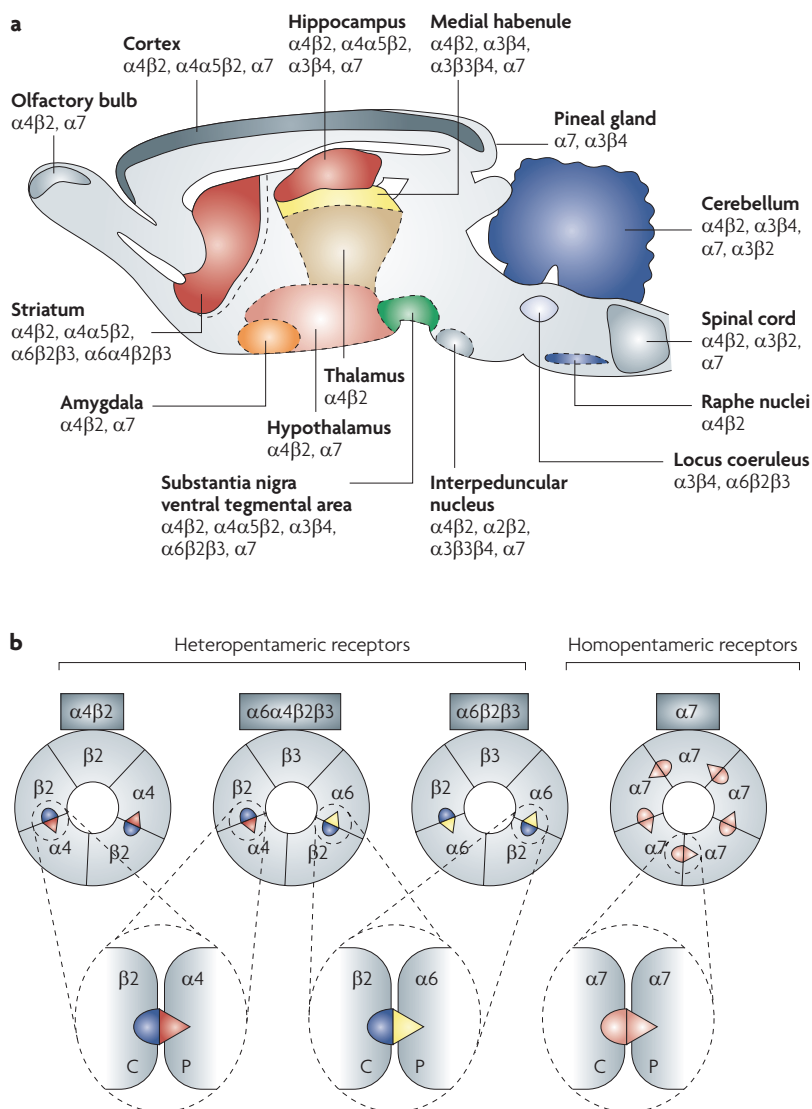 a
Cortex
α4β2, α4α5β2, α7
Hippocampus
α4β2, α4α5β2,
α3β4, α7
Medial habenule
α4β2, α3β4,
α3β3β4, α7
Olfactory bulb
α4β2, α7
Pineal gland
α7, α3β4
Cerebellum
α4β2, α3β4,
α7, α3β2
Striatum
α4β2, α4α5β2,
α6β2β3, α6α4β2β3
Spinal cord
α4β2, α3β2,
α7
Amygdala
α4β2, α7
Thalamus
α4β2
Hypothalamus
α4β2, α7
Raphe nuclei
α4β2
Locus coeruleus
α3β4, α6β2β3
Substantia nigra
ventral tegmental area
α4β2, α4α5β2, α3β4,
α6β2β3, α7
Interpeduncular
nucleus
α4β2, α2β2,
α3β3β4, α7
b
Heteropentameric receptors
Homopentameric receptors
α4β2
α6α4β2β3
α6β2β3
α7
β2
β2
α4
α4
β2
β3
β2
α6
α4
β2
β3
β2
α6
α6
β2
α7
α7
α7
α7
α7
β2
α4
C
P
β2
α6
C
P
α7
α7
C
P